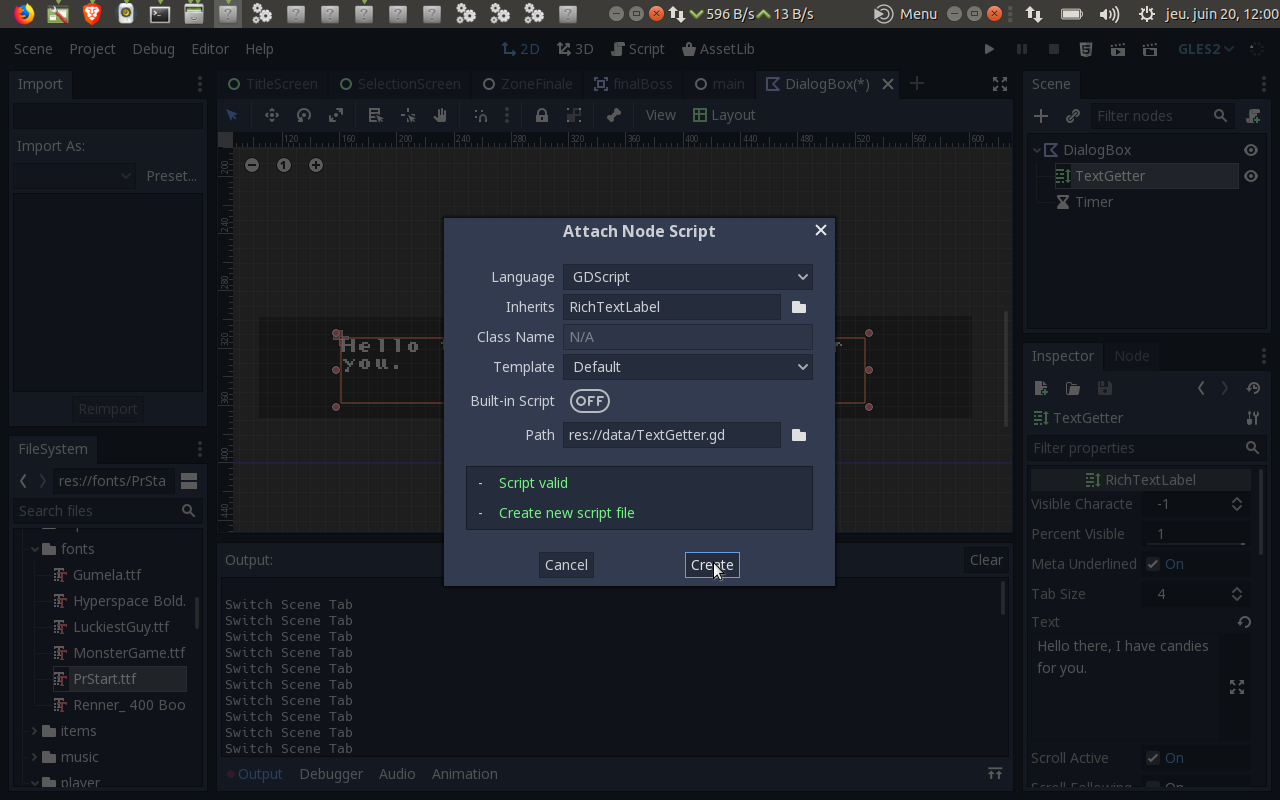 596 B/s 13 B/s Menu jeu. juin 20, 12:00
Scene Project Debug Editor Help 2D 3D Script AssetLib GLES2
Import TitleScreen SelectionScreen ZoneFinale finalBoss main DialogBox(*) Scene
View Layout Filter nodes
Import As:
Preset...
120 160 200 240 280 320 360 400 440 480 520 560 600
200
240
280
320
360
400
440
1
DialogBox
TextGetter
Timer
Attach Node Script
Language GDScript
Inherits RichTextLabel
Class Name N/A
Template Default
Built-in Script OFF
Path res://data/TextGetter.gd
- Script valid
- Create new script file
Cancel Create
Hello
you.
Reimport
FileSystem
res://fonts/PrSta
Search files
fonts
Gumela.ttf
Hyperspace Bold.
LuckiestGuy.ttf
MonsterGame.ttf
PrStart.ttf
Renner_ 400 Boo
items
music
player
Output: Clear
Switch Scene Tab
Switch Scene Tab
Switch Scene Tab
Switch Scene Tab
Switch Scene Tab
Switch Scene Tab
Switch Scene Tab
Switch Scene Tab
Switch Scene Tab
Switch Scene Tab
Output Debugger Audio Animation
Inspector Node
TextGetter
Filter properties
RichTextLabel
Visible Characte -1
Percent Visible 1
Meta Underlined On
Tab Size 4
Text
Hello there, I have candies
for you.
Scroll Active On
Scroll Following On